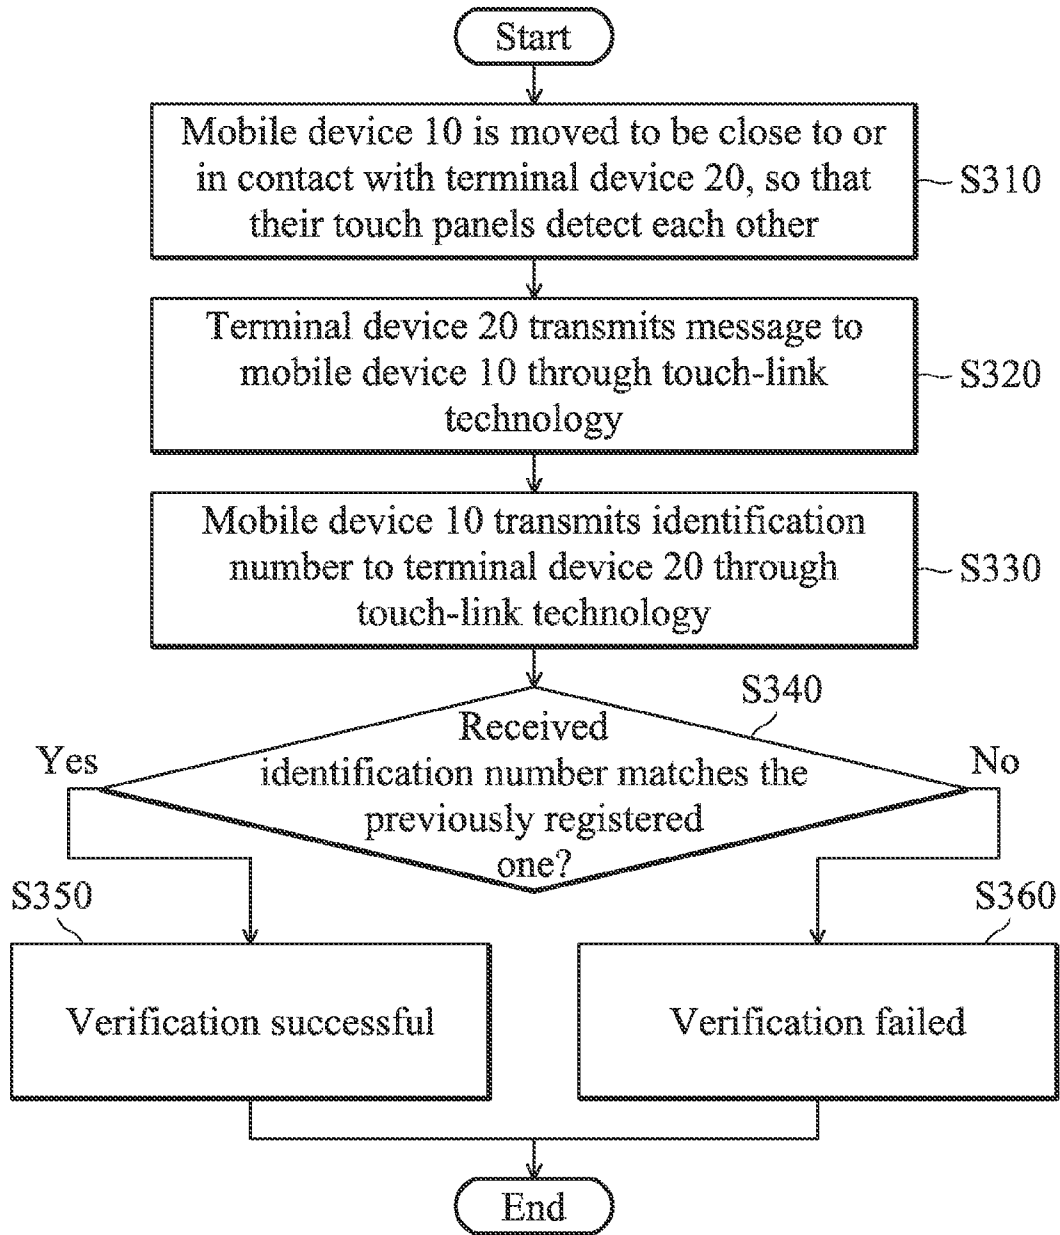 Start
Mobile device 10 is moved to be close to or
in contact with terminal device 20, so that
their touch panels detect each other
S310
Terminal device 20 transmits message to
mobile device 10 through touch-link
technology
S320
Mobile device 10 transmits identification
number to terminal device 20 through
touch-link technology
S330
S340
Received
identification number matches the
previously registered
one?
Yes
No
S350
Verification successful
S360
Verification failed
End